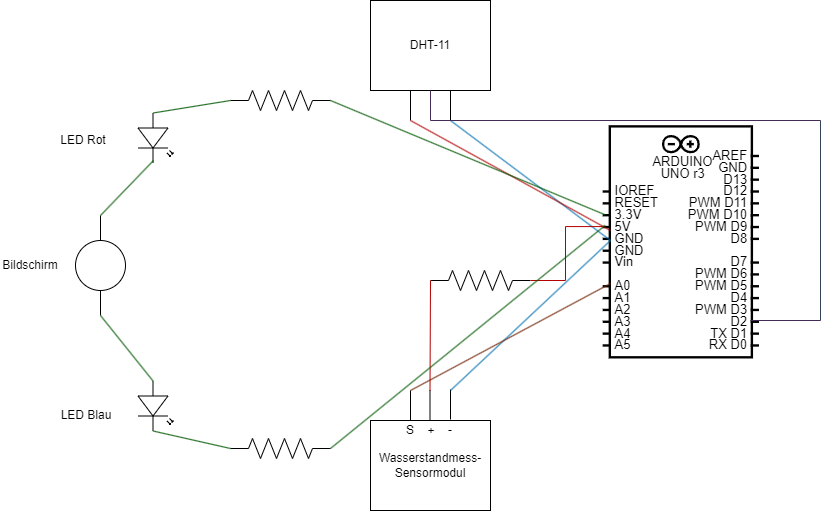 DHT-11
LED Rot
Bildschirm
LED Blau
S + -
Wasserstandmess-
Sensormodul
ARDUINO
UNO r3
IOREF
RESET
3.3V
5V
GND
GND
Vin
A0
A1
A2
A3
A4
A5
AREF
GND
D13
D12
PWM D11
PWM D10
PWM D9
D8
D7
PWM D6
PWM D5
D4
PWM D3
D2
TX D1
RX D0